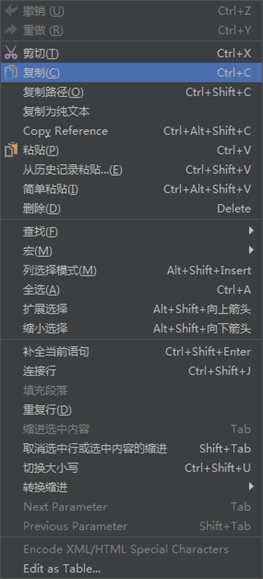 撤销 (U) Ctrl+Z
重做 (R) Ctrl+Y
剪切(T) Ctrl+X
复制(C) Ctrl+C
复制路径(O) Ctrl+Shift+C
复制为纯文本
Copy Reference Ctrl+Alt+Shift+C
粘贴(P) Ctrl+V
从历史记录粘贴...(E) Ctrl+Shift+V
简单粘贴(I) Ctrl+Alt+Shift+V
删除(D) Delete
查找(F)
宏(M)
列选择模式(M) Alt+Shift+Insert
全选(A) Ctrl+A
扩展选择 Alt+Shift+向上箭头
缩小选择 Alt+Shift+向下箭头
补全当前语句 Ctrl+Shift+Enter
连接行 Ctrl+Shift+J
填充段落
重复行(D)
缩进选中内容 Tab
取消选中行或选中内容的缩进 Shift+Tab
切换大小写 Ctrl+Shift+U
转换缩进
Next Parameter Tab
Previous Parameter Shift+Tab
Encode XML/HTML Special Characters
Edit as Table...